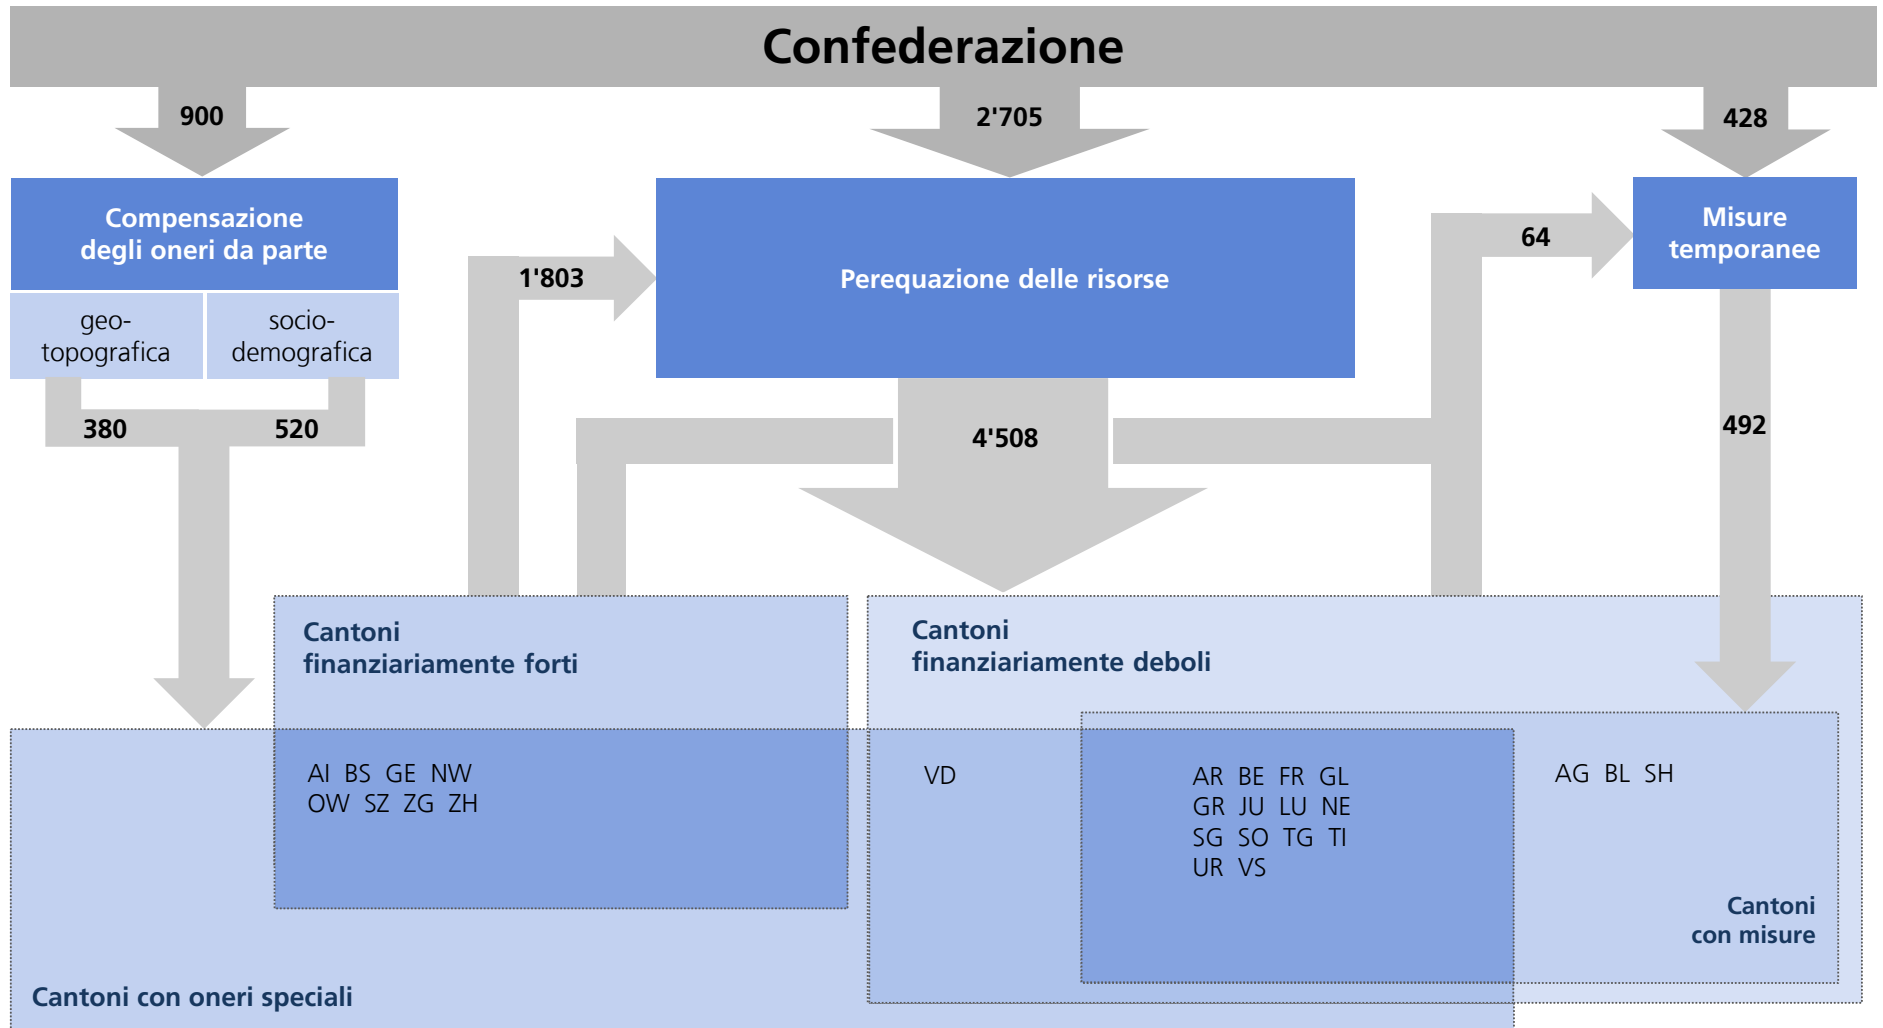 Confederazione
900
2'705
428
Compensazione
degli oneri da parte
geo-
topografica
socio-
demografica
380
520
1'803
Perequazione delle risorse
4'508
64
Misure
temporanee
492
Cantoni
finanziariamente forti
Cantoni
finanziariamente deboli
AI BS GE NW
OW SZ ZG ZH
VD
AR BE FR GL
GR JU LU NE
SG SO TG TI
UR VS
AG BL SH
Cantoni
con misure
Cantoni con oneri speciali